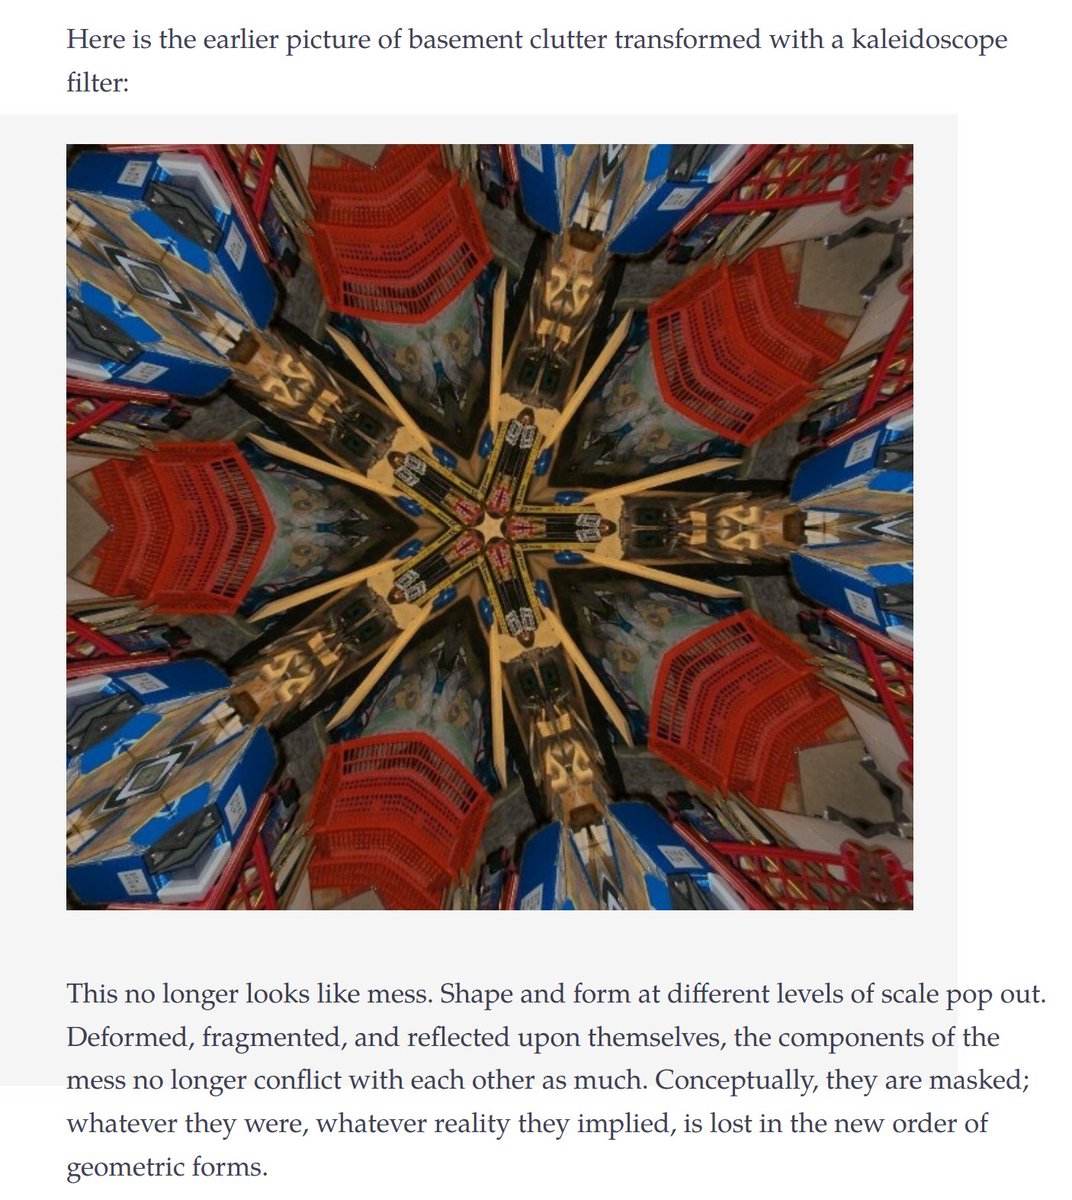 Here is the earlier picture of basement clutter transformed with a kaleidoscope
filter:
This no longer looks like mess. Shape and form at different levels of scale pop out.
Deformed, fragmented, and reflected upon themselves, the components of the
mess no longer conflict with each other as much. Conceptually, they are masked;
whatever they were, whatever reality they implied, is lost in the new order of
geometric forms.